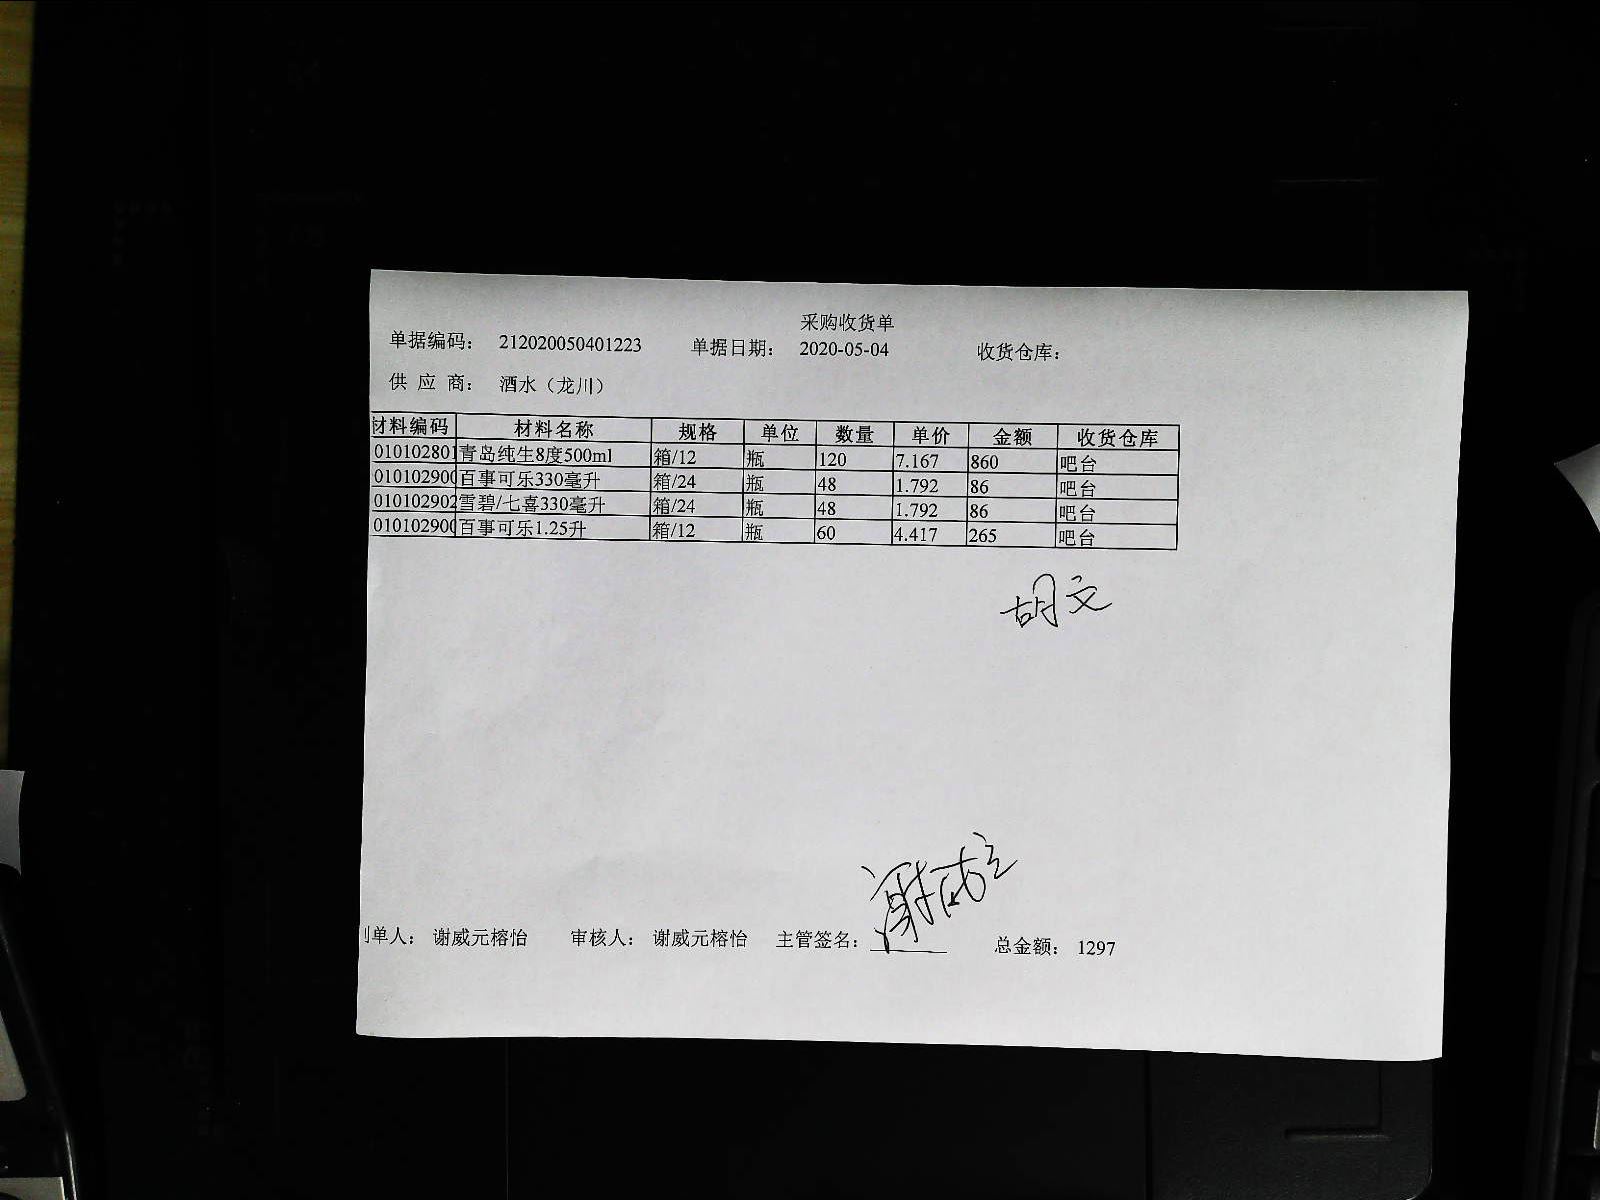 采购收货单
单据编码： 212020050401223 单据日期： 2020-05-04 收货仓库：
供 应 商： 酒水（龙川）
材料编码 材料名称 规格 单位 数量 单价 金额 收货仓库
010102801 青岛纯生8度500ml 箱/12 瓶 120 7.167 860 吧台
01010290 百事可乐330毫升 箱/24 瓶 48 1.792 86 吧台
010102902 雪碧/七喜330毫升 箱/24 瓶 48 1.792 86 吧台
01010290 百事可乐1.25升 箱/12 瓶 60 4.417 265 吧台
胡文
单人： 谢威元榕怡 审核人： 谢威元榕怡 主管签名： 总金额： 1297